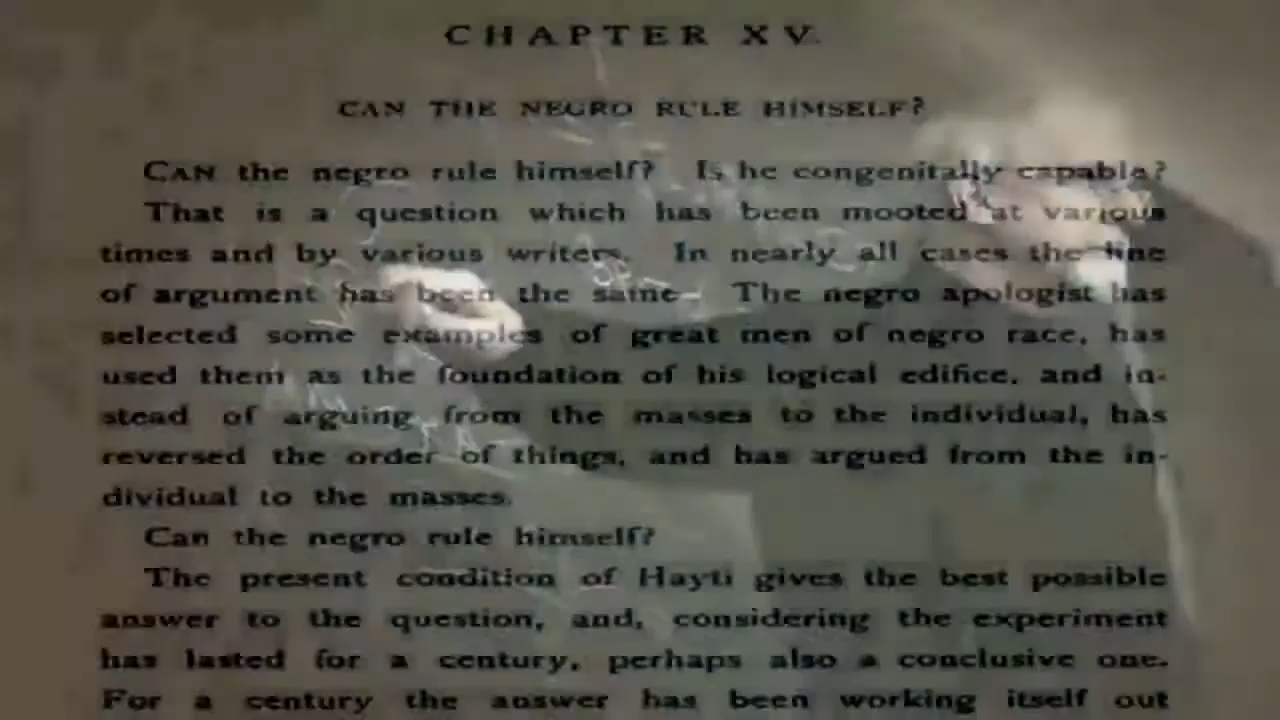 CHAPTER XV.
CAN THE NEGRO RULE HIMSELF?
CAN the negro rule himself? Is he congenitally capable?
That is a question which has been mooted at various
times and by various writers. In nearly all cases the line
of argument has been the same. The negro apologist has
selected some examples of great men of negro race, has
used them as the foundation of his logical edifice, and in-
stead of arguing from the masses to the individual, has
reversed the order of things, and has argued from the in-
dividual to the masses.
Can the negro rule himself?
The present condition of Hayti gives the best possible
answer to the question, and, considering the experiment
has lasted for a century, perhaps also a conclusive one.
For a century the answer has been working itself out